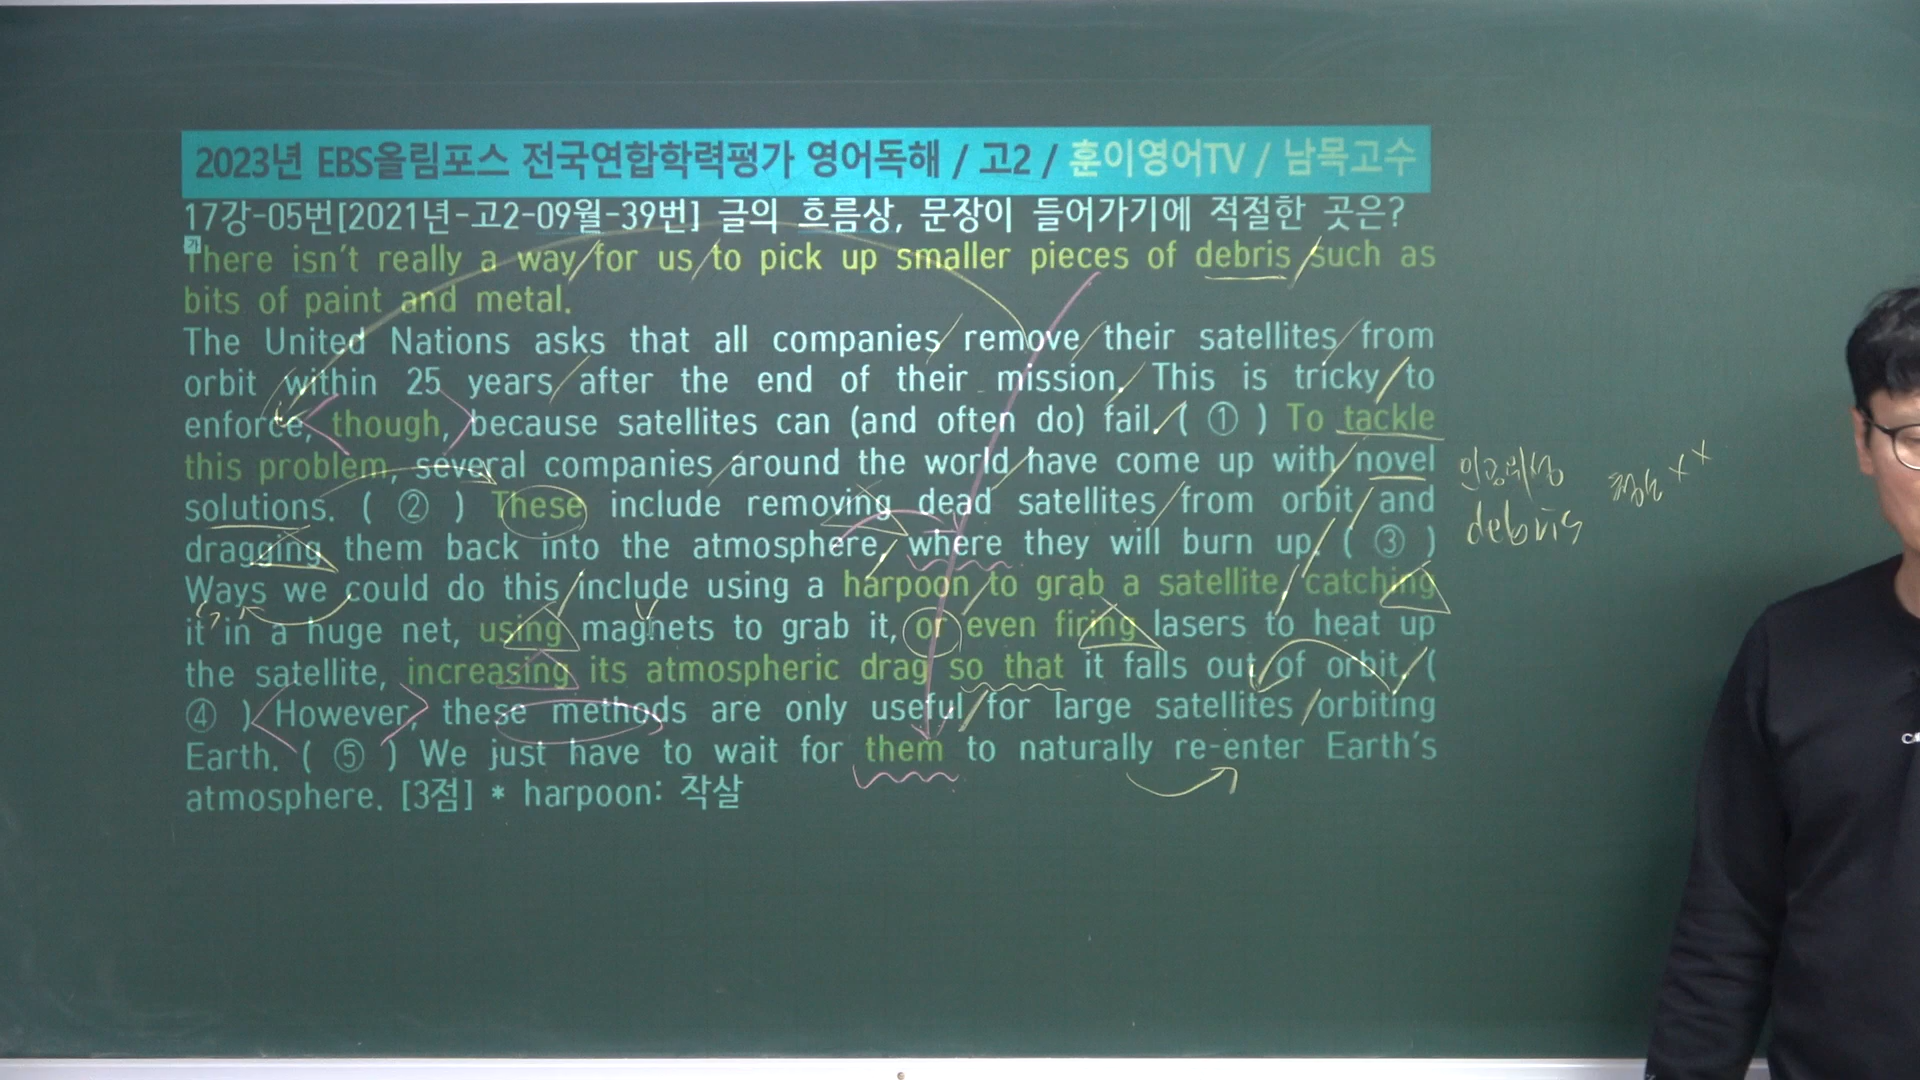 2023년 EBS올림포스 전국연합학력평가 영어독해 / 고2 / 훈이영어TV / 남목고수
17강-05번[2021년-고2-09월-39번] 글의 흐름상, 문장이 들어가기에 적절한 곳은?
There isn't really a way for us to pick up smaller pieces of debris such as
bits of paint and metal.
The United Nations asks that all companies remove their satellites from
orbit within 25 years after the end of their mission. This is tricky to
enforce, though, because satellites can (and often do) fail. ( ① ) To tackle
this problem, several companies around the world have come up with novel
solutions. ( ② ) These include removing dead satellites from orbit and
dragging them back into the atmosphere, where they will burn up. ( ③ )
Ways we could do this include using a harpoon to grab a satellite, catching
it in a huge net, using magnets to grab it, or even firing lasers to heat up
the satellite, increasing its atmospheric drag so that it falls out of orbit. (
④ ) However, these methods are only useful for large satellites orbiting
Earth. ( ⑤ ) We just have to wait for them to naturally re-enter Earth's
atmosphere. [3점] * harpoon: 작살
인공위성
debris